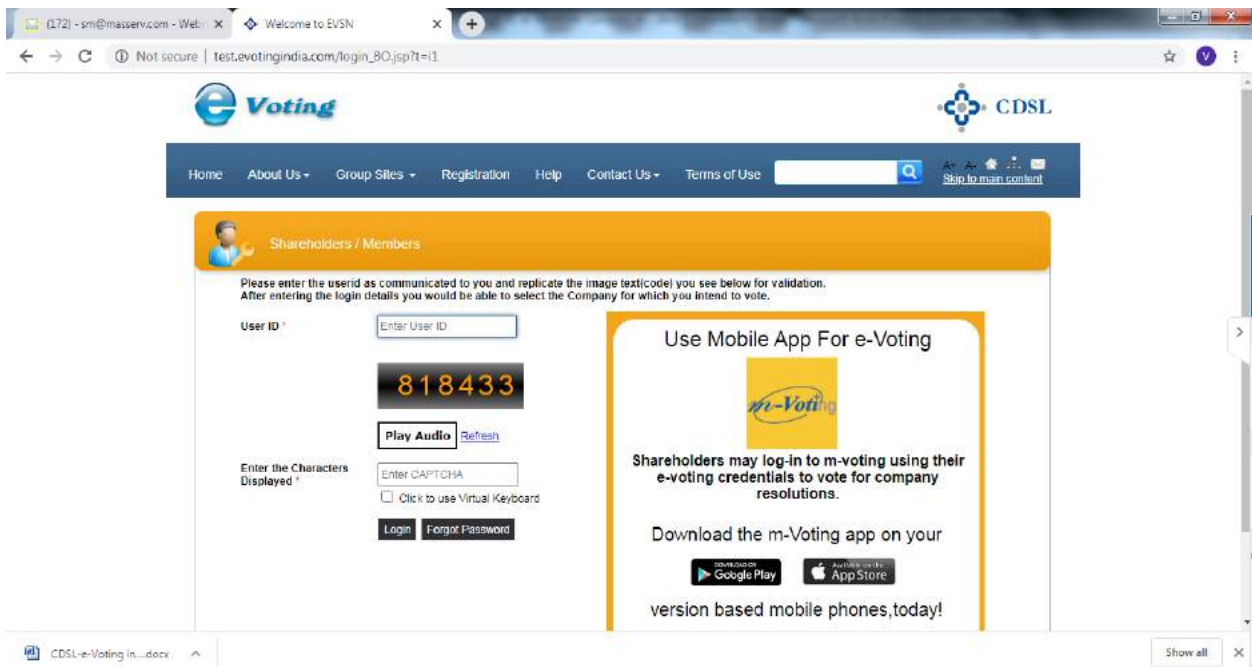 (172) - sm@masserv.com - Web
Welcome to EVSN
Not secure | test.evotingindia.com/login_BO.jsp?t=i1
V
e Voting
CDSL
Home About Us Group Sites Registration Help Contact Us Terms of Use
A+ A-
Skip to main content
Shareholders / Members
Please enter the userid as communicated to you and replicate the image text(code) you see below for validation.
After entering the login details you would be able to select the Company for which you intend to vote.
User ID *
Enter User ID
818433
Play Audio Refresh
Enter the Characters
Displayed *
Enter CAPTCHA
Click to use Virtual Keyboard
Login Forgot Password
Use Mobile App For e-Voting
m-Voting
Shareholders may log-in to m-voting using their
e-voting credentials to vote for company
resolutions.
Download the m-Voting app on your
DOWNLOAD ON
Google Play
Available on the
App Store
version based mobile phones,today!
CDSL-e-Voting in....docx
Show all